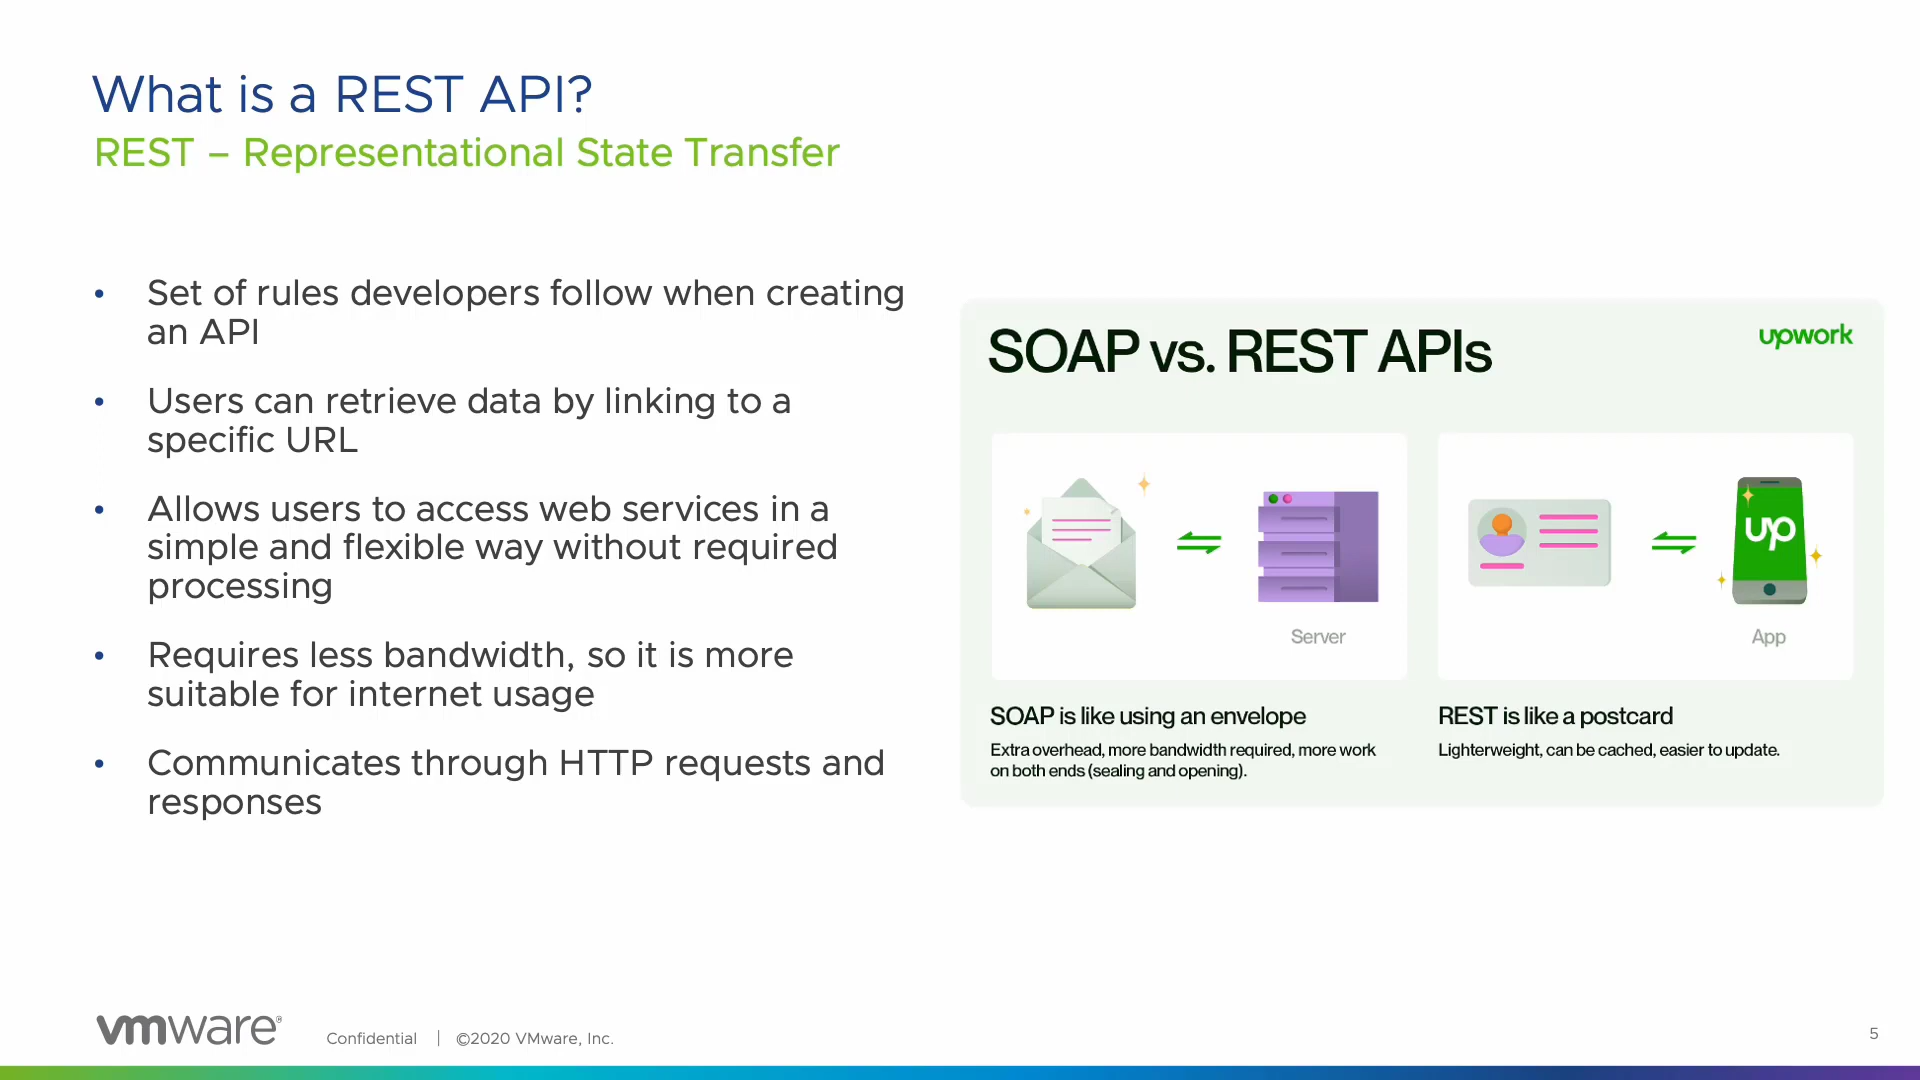 What is a REST API?
REST – Representational State Transfer
• Set of rules developers follow when creating
an API
• Users can retrieve data by linking to a
specific URL
• Allows users to access web services in a
simple and flexible way without required
processing
• Requires less bandwidth, so it is more
suitable for internet usage
• Communicates through HTTP requests and
responses
SOAP vs. REST APIs
upwork
up
Server
App
SOAP is like using an envelope
Extra overhead, more bandwidth required, more work
on both ends (sealing and opening).
REST is like a postcard
Lighterweight, can be cached, easier to update.
vmware®
Confidential | ©2020 VMware, Inc.
5